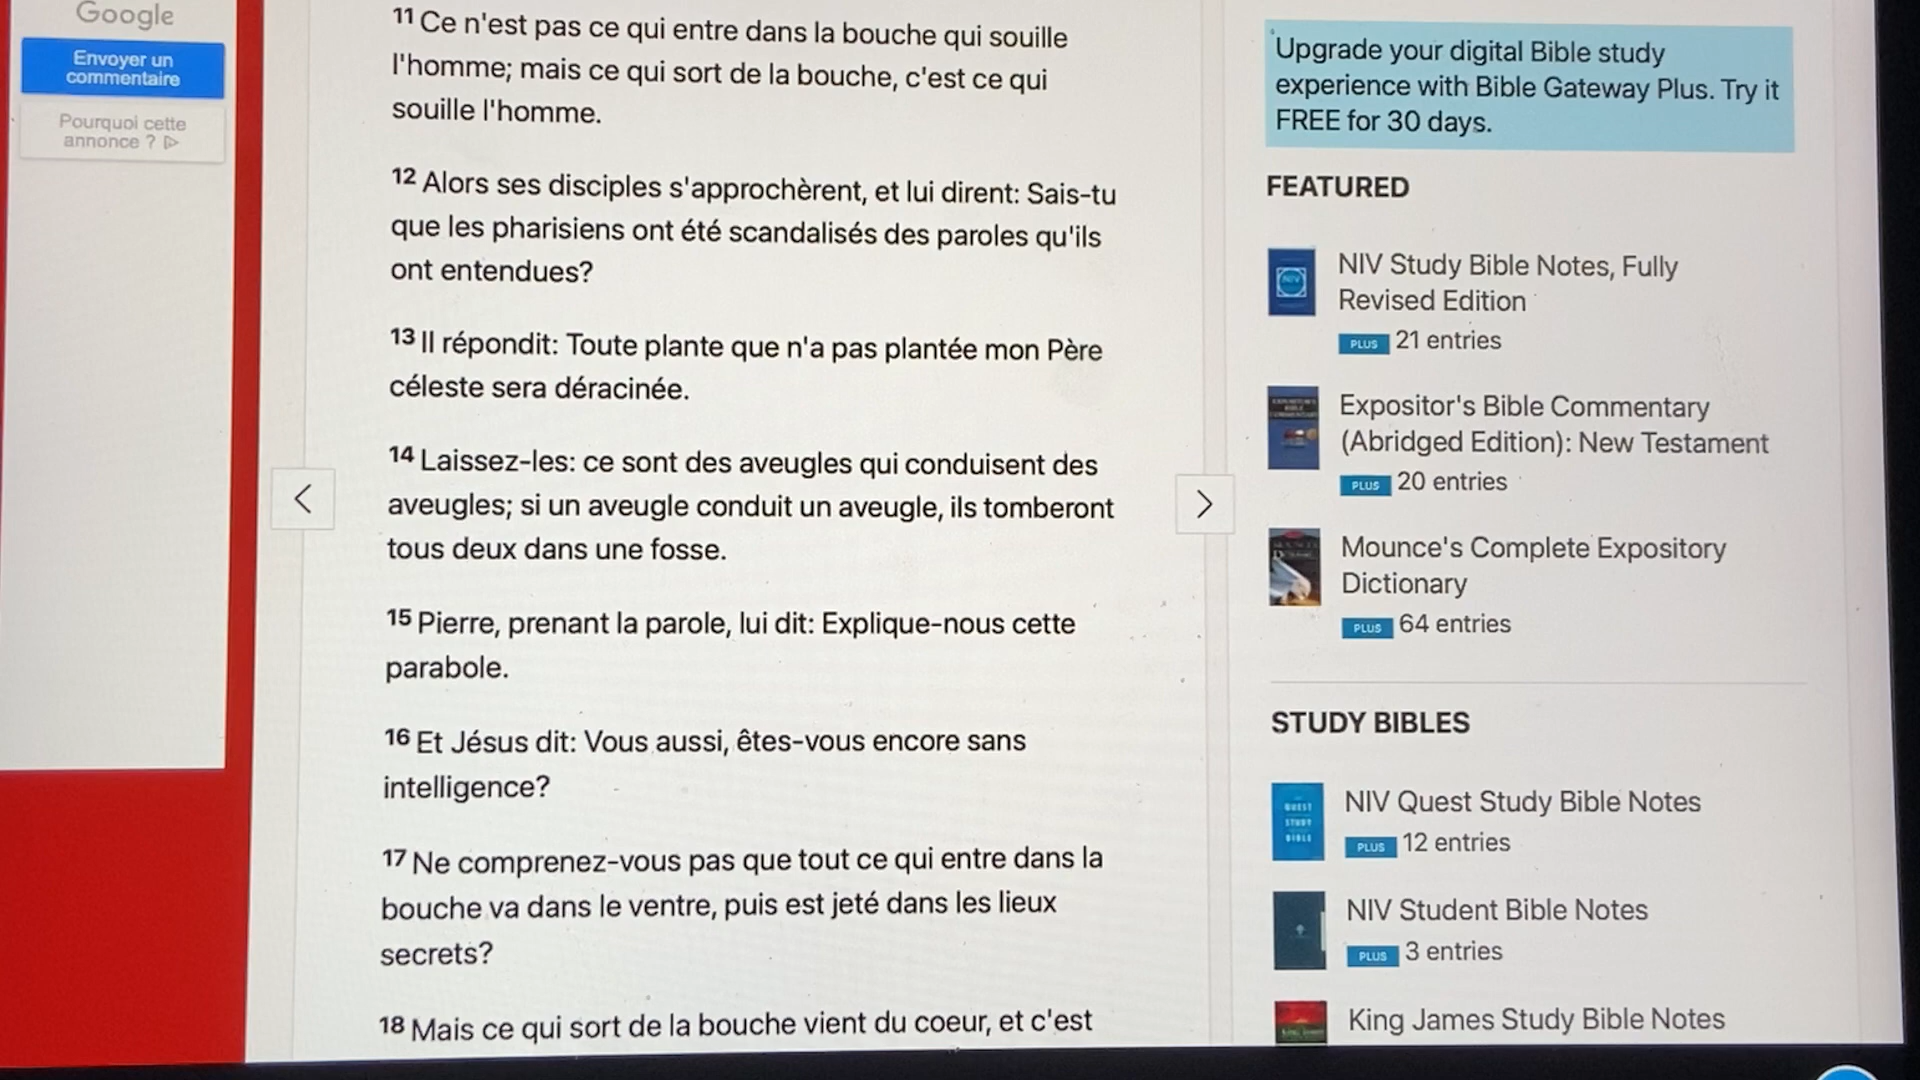 Google
Envoyer un
commentaire
Pourquoi cette
annonce ?
11 Ce n'est pas ce qui entre dans la bouche qui souille
l'homme; mais ce qui sort de la bouche, c'est ce qui
souille l'homme.
12 Alors ses disciples s'approchèrent, et lui dirent: Sais-tu
que les pharisiens ont été scandalisés des paroles qu'ils
ont entendues?
13 Il répondit: Toute plante que n'a pas plantée mon Père
céleste sera déracinée.
14 Laissez-les: ce sont des aveugles qui conduisent des
aveugles; si un aveugle conduit un aveugle, ils tomberont
tous deux dans une fosse.
15 Pierre, prenant la parole, lui dit: Explique-nous cette
parabole.
16 Et Jésus dit: Vous aussi, êtes-vous encore sans
intelligence?
17 Ne comprenez-vous pas que tout ce qui entre dans la
bouche va dans le ventre, puis est jeté dans les lieux
secrets?
18 Mais ce qui sort de la bouche vient du coeur, et c'est
Upgrade your digital Bible study
experience with Bible Gateway Plus. Try it
FREE for 30 days.
FEATURED
NIV
NIV Study Bible Notes, Fully
Revised Edition
PLUS 21 entries
Expositor's Bible Commentary
(Abridged Edition): New Testament
PLUS 20 entries
Mounce's Complete Expository
Dictionary
PLUS 64 entries
STUDY BIBLES
QUEST
STUDY
BIBLE
NIV Quest Study Bible Notes
PLUS 12 entries
NIV Student Bible Notes
PLUS 3 entries
King James Study Bible Notes